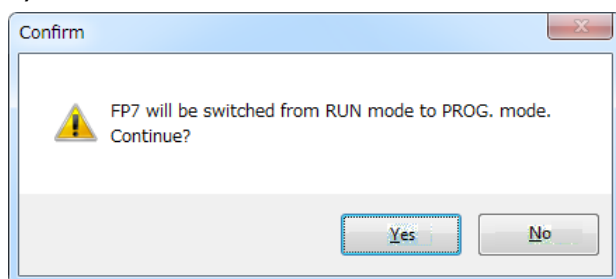 Confirm
FP7 will be switched from RUN mode to PROG. mode.
Continue?
Yes
No